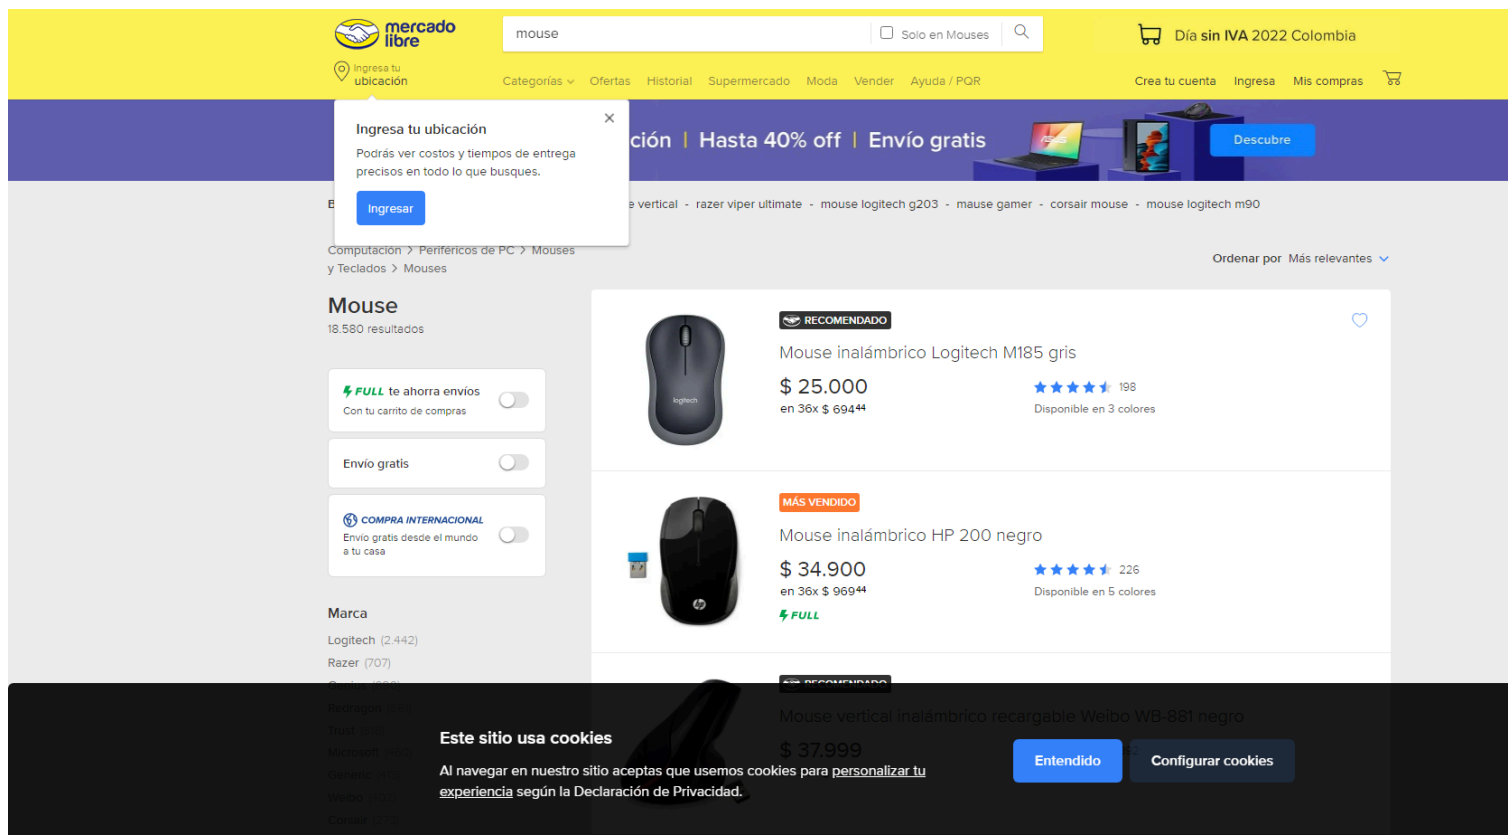 mercado
libre
mouse
Solo en Mouses
Día sin IVA 2022 Colombia
Ingresa tu
ubicación
Categorías
Ofertas
Historial
Supermercado
Moda
Vender
Ayuda / PQR
Crea tu cuenta
Ingresa
Mis compras
Ingresa tu ubicación
Podrás ver costos y tiempos de entrega
precisos en todo lo que busques.
Ingresar
ción | Hasta 40% off | Envío gratis
Descubre
e vertical - razer viper ultimate - mouse logitech g203 - mause gamer - corsair mouse - mouse logitech m90
Computación > Periféricos de PC > Mouses
y Teclados > Mouses
Ordenar por Más relevantes
Mouse
18.580 resultados
FULL te ahorra envíos
Con tu carrito de compras
Envío gratis
COMPRA INTERNACIONAL
Envío gratis desde el mundo
a tu casa
Marca
Logitech (2.442)
Razer (707)
Redragon
Trust
Microsoft
Generic
Weibo
Corsair
logitech
RECOMENDADO
Mouse inalámbrico Logitech M185 gris
$ 25.000
en 36x $ 69444
198
Disponible en 3 colores
hp
MÁS VENDIDO
Mouse inalámbrico HP 200 negro
$ 34.900
en 36x $ 96944
FULL
226
Disponible en 5 colores
RECOMENDADO
Mouse vertical inalámbrico recargable Weibo WB-881 negro
$ 37.999
Este sitio usa cookies
Al navegar en nuestro sitio aceptas que usemos cookies para personalizar tu
experiencia según la Declaración de Privacidad.
Entendido
Configurar cookies